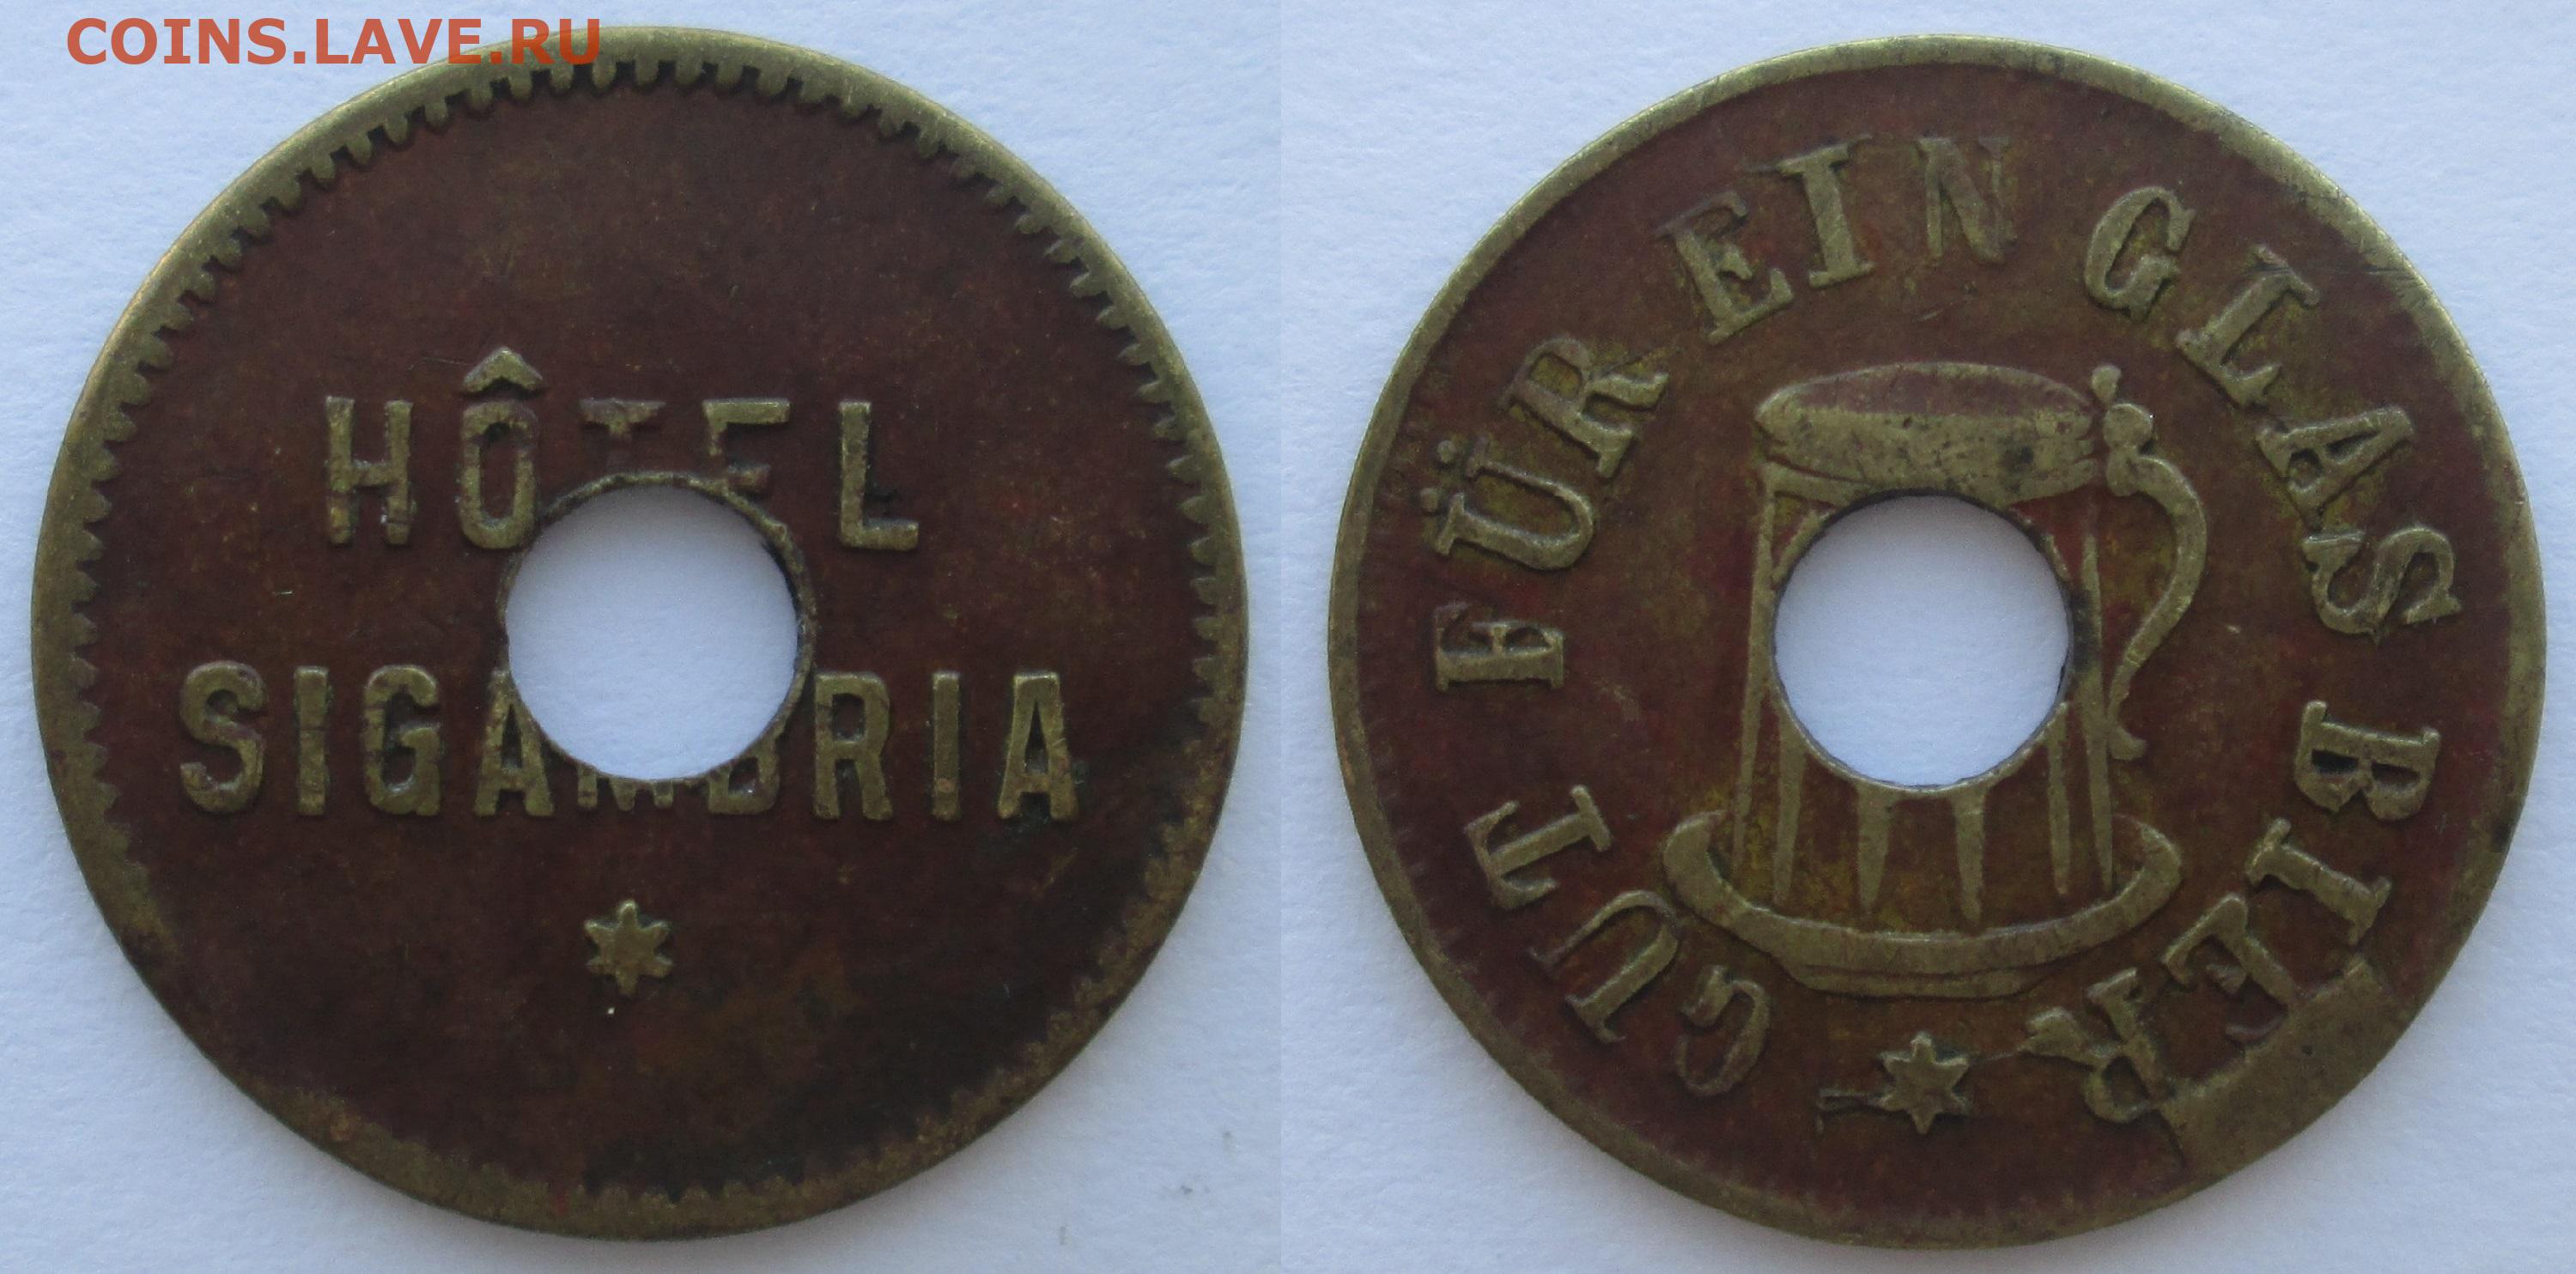 COINS.LAVE.RU
HÔTEL
SIGAMBRIA
GUT FÜR EIN GLAS BIER